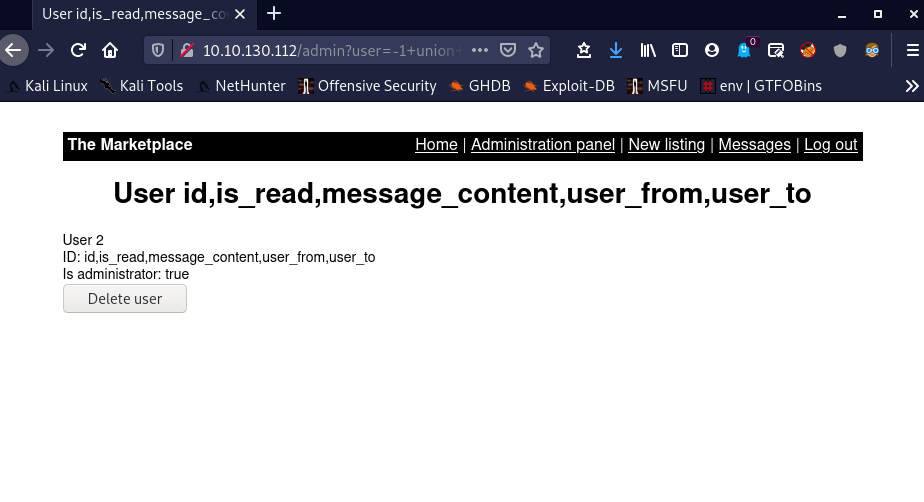 User id,is_read,message_co
10.10.130.112/admin?user=-1+union+
0
Kali Linux Kali Tools NetHunter Offensive Security GHDB Exploit-DB MSFU env | GTFOBins
The Marketplace Home | Administration panel | New listing | Messages | Log out
User id,is_read,message_content,user_from,user_to
User 2
ID: id,is_read,message_content,user_from,user_to
Is administrator: true
Delete user